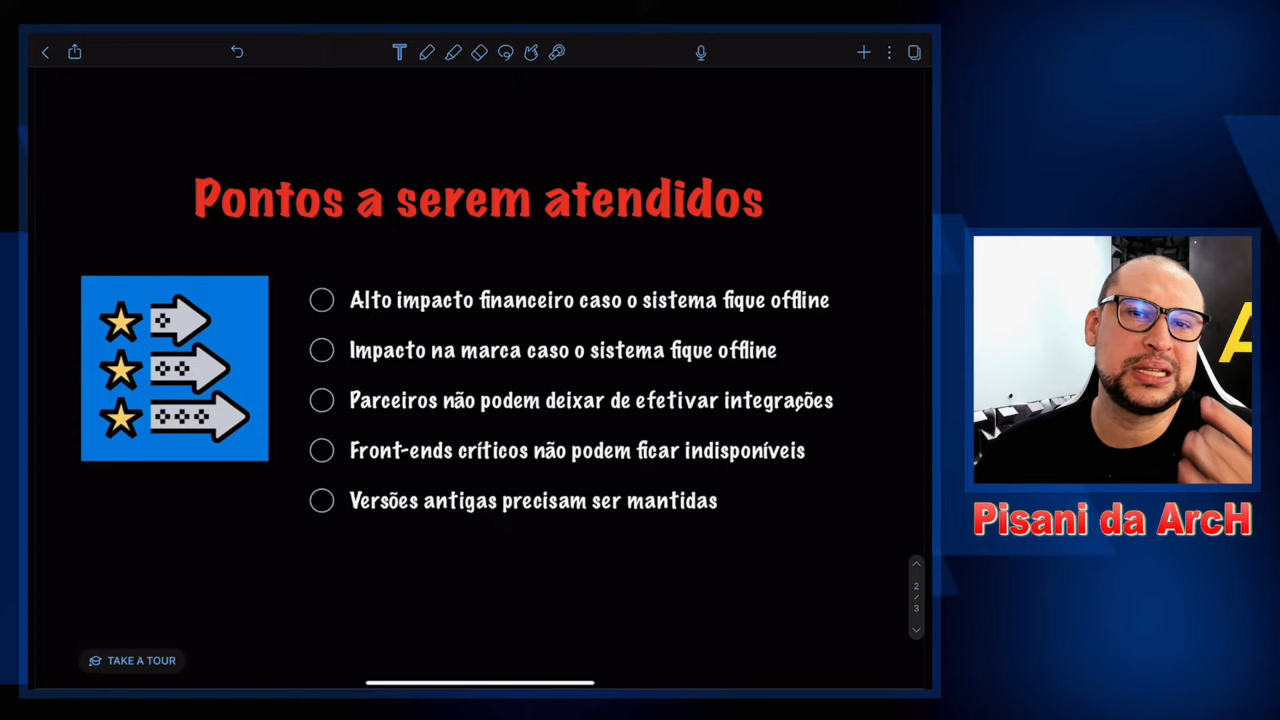 Pontos a serem atendidos
Alto impacto financeiro caso o sistema fique offline
Impacto na marca caso o sistema fique offline
Parceiros não podem deixar de efetivar integrações
Front-ends críticos não podem ficar indisponíveis
Versões antigas precisam ser mantidas
2
/
3
TAKE A TOUR
A
Pisani da ArcH